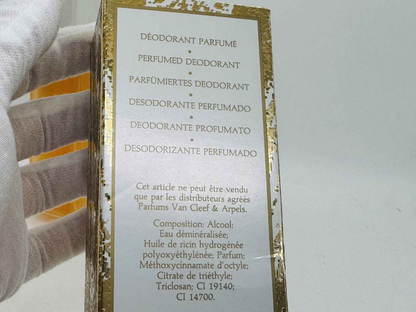 DÉODORANT PARFUMÉ
•
PERFUMED DEODORANT
•
PARFÜMIERTES DEODORANT
•
DESODORANTE PERFUMADO
•
DEODORANTE PROFUMATO
•
DESODORIZANTE PERFUMADO
Cet article ne peut être vendu
que par les distributeurs agréés
Parfums Van Cleef & Arpels.
Composition: Alcool;
Eau déminéralisée;
Huile de ricin hydrogénée
polyoxyéthylénée; Parfum;
Méthoxycinnamate d'octyle;
Citrate de triéthyle;
Triclosan; CI 19140;
CI 14700.